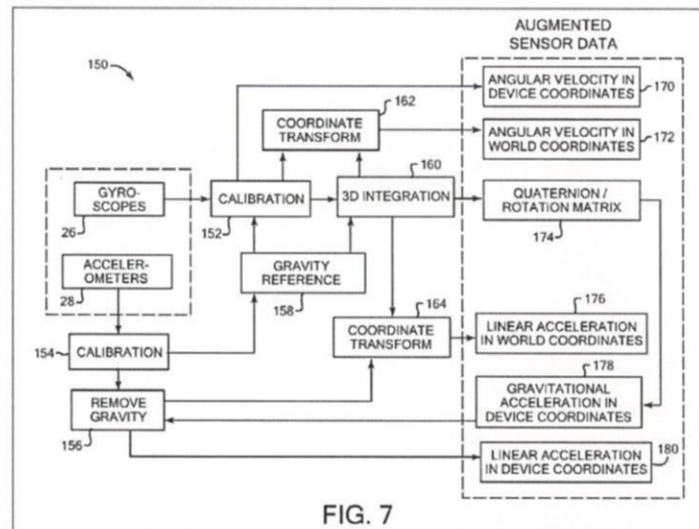 AUGMENTED
SENSOR DATA
150
ANGULAR VELOCITY IN
DEVICE COORDINATES
170
162
COORDINATE
TRANSFORM
ANGULAR VELOCITY IN
WORLD COORDINATES
172
160
GYRO-
SCOPES
26
CALIBRATION
152
3D INTEGRATION
QUATERNION /
ROTATION MATRIX
174
ACCELER-
OMETERS
28
GRAVITY
REFERENCE
158
164
176
COORDINATE
TRANSFORM
LINEAR ACCELERATION
IN WORLD COORDINATES
154
CALIBRATION
178
REMOVE
GRAVITY
156
GRAVITATIONAL
ACCELERATION IN
DEVICE COORDINATES
LINEAR ACCELERATION
IN DEVICE COORDINATES
180
FIG. 7